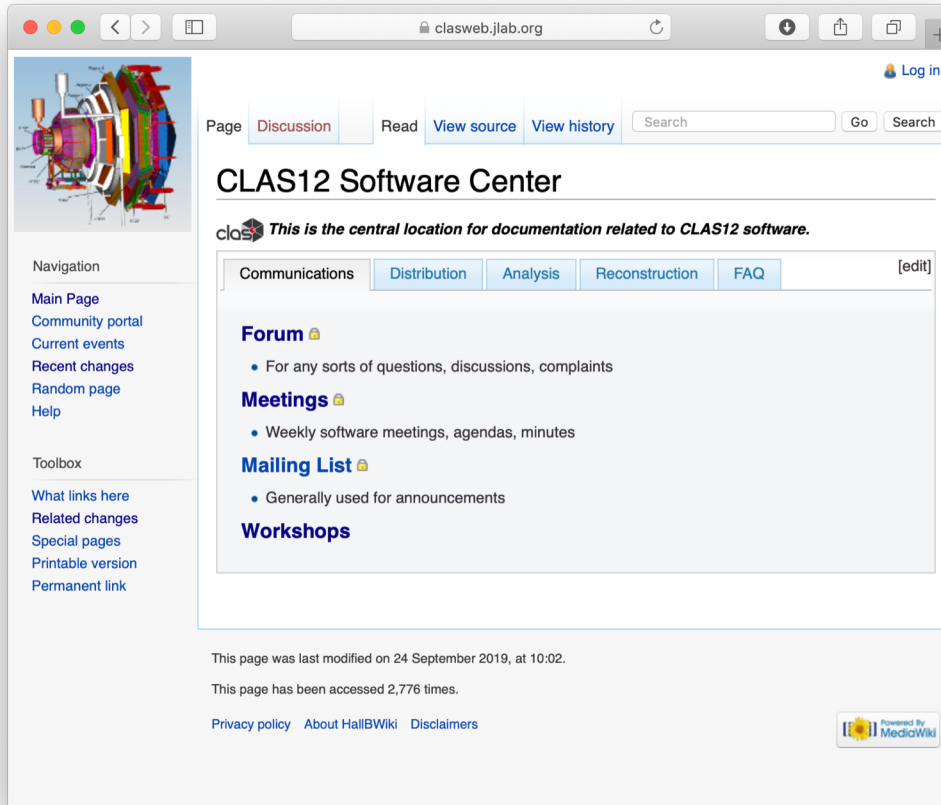 clasweb.jlab.org
Log in
Page Discussion Read View source View history Search Go Search
CLAS12 Software Center
clas This is the central location for documentation related to CLAS12 software.
Communications Distribution Analysis Reconstruction FAQ [edit]
Forum
• For any sorts of questions, discussions, complaints
Meetings
• Weekly software meetings, agendas, minutes
Mailing List
• Generally used for announcements
Workshops
Navigation
Main Page
Community portal
Current events
Recent changes
Random page
Help
Toolbox
What links here
Related changes
Special pages
Printable version
Permanent link
This page was last modified on 24 September 2019, at 10:02.
This page has been accessed 2,776 times.
Privacy policy About HallBWiki Disclaimers
Powered By
MediaWiki